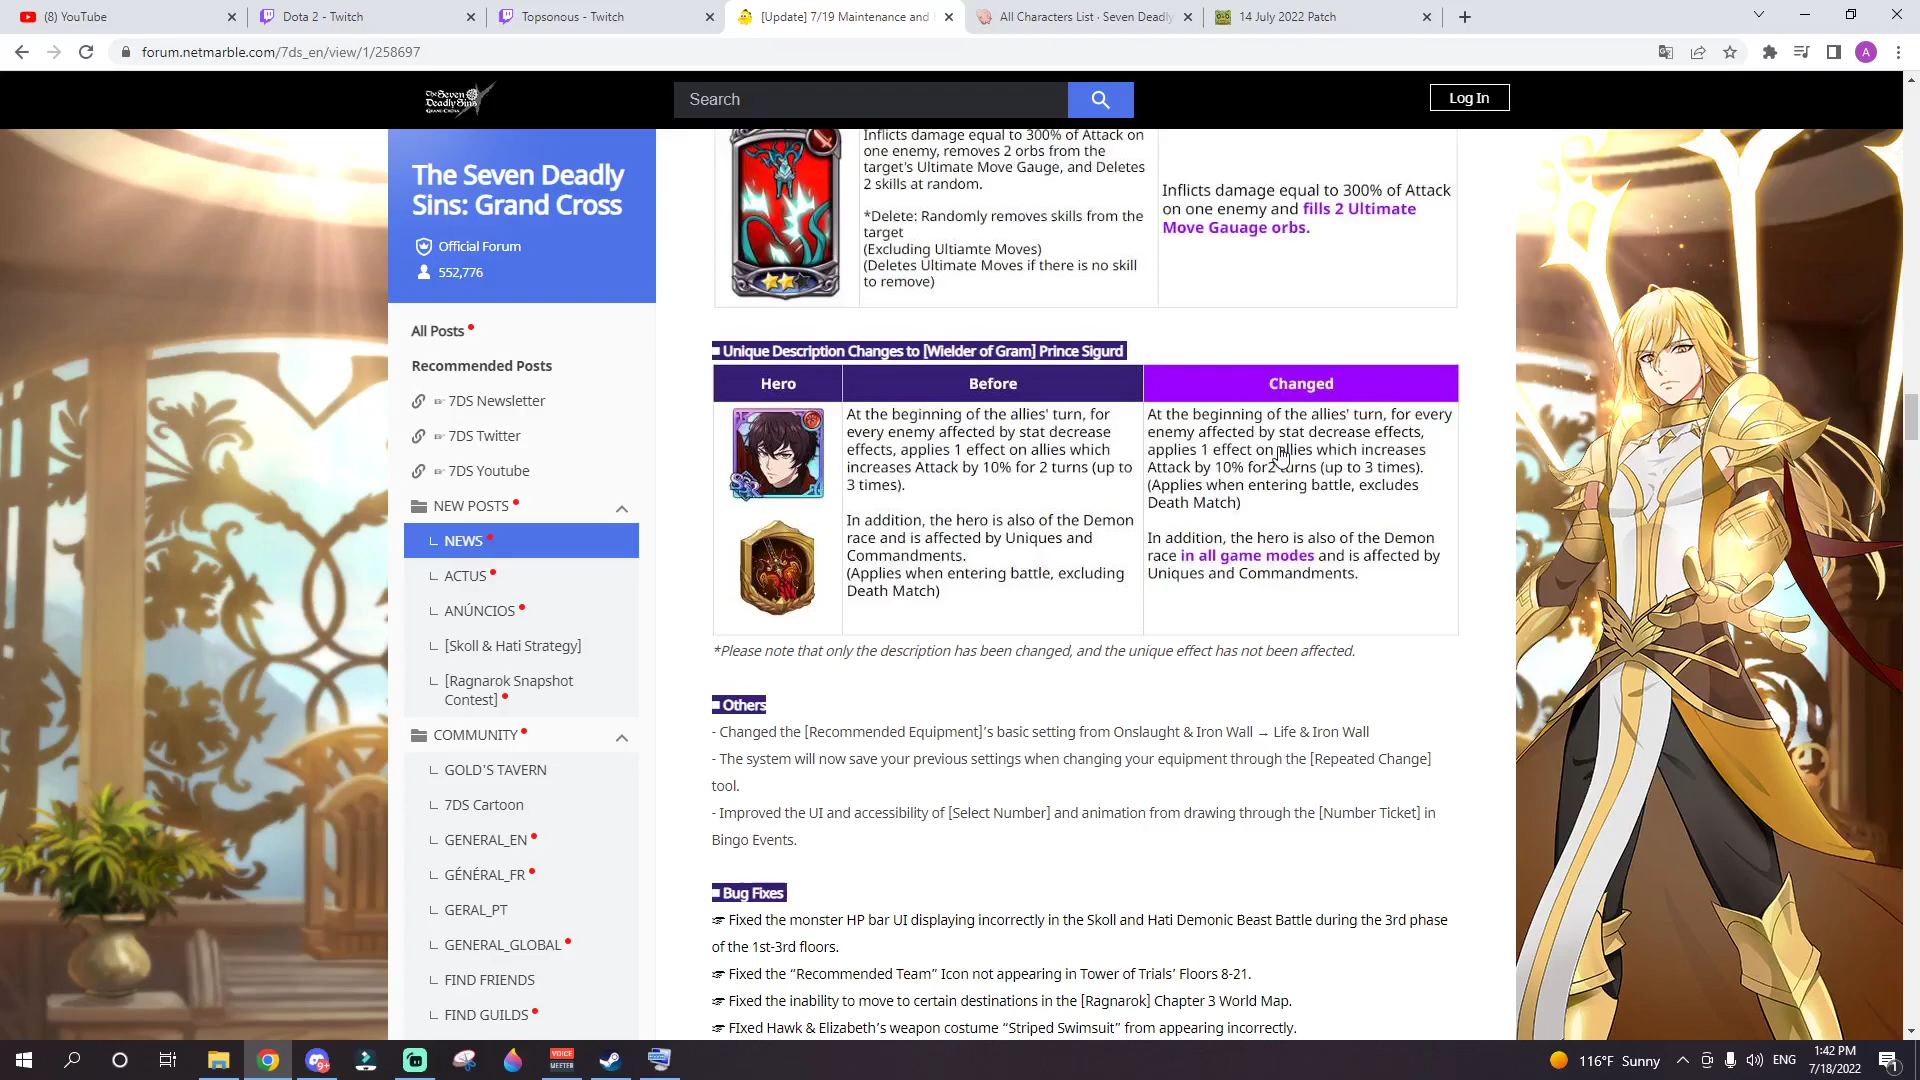 (8) YouTube
Dota 2 - Twitch
Topsonous - Twitch
[Update] 7/19 Maintenance and
All Characters List · Seven Deadly
14 July 2022 Patch
forum.netmarble.com/7ds_en/view/1/258697
A
The Seven
Deadly Sins
GRAND CROSS
Search
Log In
The Seven Deadly
Sins: Grand Cross
Official Forum
552,776
All Posts
Recommended Posts
☞ 7DS Newsletter
☞ 7DS Twitter
☞ 7DS Youtube
NEW POSTS
NEWS
ACTUS
ANÚNCIOS
[Skoll & Hati Strategy]
[Ragnarok Snapshot
Contest]
COMMUNITY
GOLD'S TAVERN
7DS Cartoon
GENERAL_EN
GÉNÉRAL_FR
GERAL_PT
GENERAL_GLOBAL
FIND FRIENDS
FIND GUILDS
Inflicts damage equal to 300% of Attack on
one enemy, removes 2 orbs from the
target's Ultimate Move Gauge, and Deletes
2 skills at random.
*Delete: Randomly removes skills from the
target
(Excluding Ultiamte Moves)
(Deletes Ultimate Moves if there is no skill
to remove)
Inflicts damage equal to 300% of Attack
on one enemy and fills 2 Ultimate
Move Gauage orbs.
■ Unique Description Changes to [Wielder of Gram] Prince Sigurd
Hero
Before
Changed
SSR
At the beginning of the allies' turn, for
every enemy affected by stat decrease
effects, applies 1 effect on allies which
increases Attack by 10% for 2 turns (up to
3 times).
In addition, the hero is also of the Demon
race and is affected by Uniques and
Commandments.
(Applies when entering battle, excluding
Death Match)
At the beginning of the allies' turn, for every
enemy affected by stat decrease effects,
applies 1 effect on allies which increases
Attack by 10% for 2 turns (up to 3 times).
(Applies when entering battle, excludes
Death Match)
In addition, the hero is also of the Demon
race in all game modes and is affected by
Uniques and Commandments.
*Please note that only the description has been changed, and the unique effect has not been affected.
■ Others
- Changed the [Recommended Equipment]'s basic setting from Onslaught & Iron Wall → Life & Iron Wall
- The system will now save your previous settings when changing your equipment through the [Repeated Change]
tool.
- Improved the UI and accessibility of [Select Number] and animation from drawing through the [Number Ticket] in
Bingo Events.
■ Bug Fixes
☞ Fixed the monster HP bar UI displaying incorrectly in the Skoll and Hati Demonic Beast Battle during the 3rd phase
of the 1st-3rd floors.
☞ Fixed the “Recommended Team” Icon not appearing in Tower of Trials’ Floors 8-21.
☞ Fixed the inability to move to certain destinations in the [Ragnarok] Chapter 3 World Map.
☞ FIxed Hawk & Elizabeth’s weapon costume “Striped Swimsuit” from appearing incorrectly.
9+
VOICE
MEETER
116°F Sunny
ENG
1:42 PM
7/18/2022
1